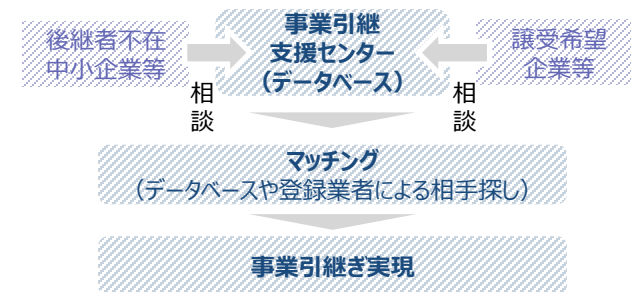 後継者不在
中小企業等
相談
事業引継
支援センター
（データベース）
譲受希望
企業等
相談
マッチング
（データベースや登録業者による相手探し）
事業引継ぎ実現